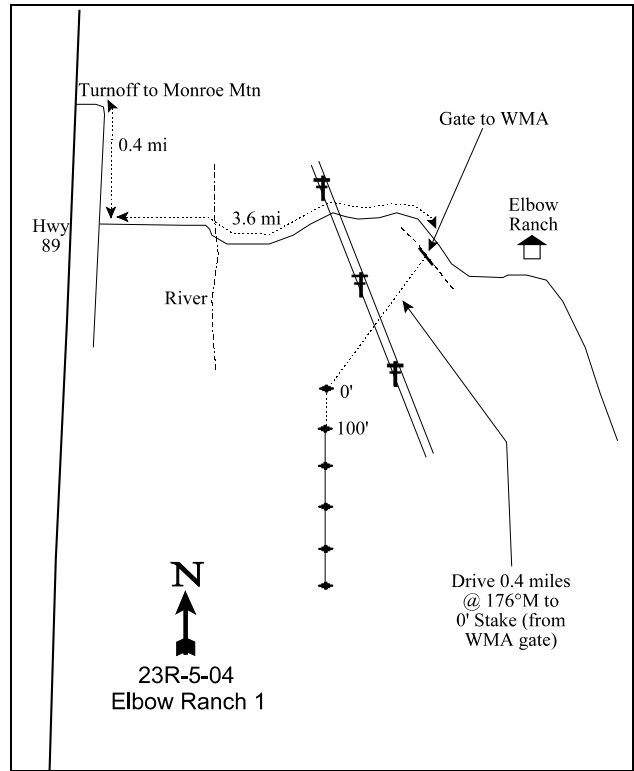 Turnoff to Monroe Mtn
0.4 mi
Gate to WMA
Elbow
Ranch
3.6 mi
Hwy
89
River
0'
100'
N
Drive 0.4 miles
@ 176°M to
0' Stake (from
WMA gate)
23R-5-04
Elbow Ranch 1